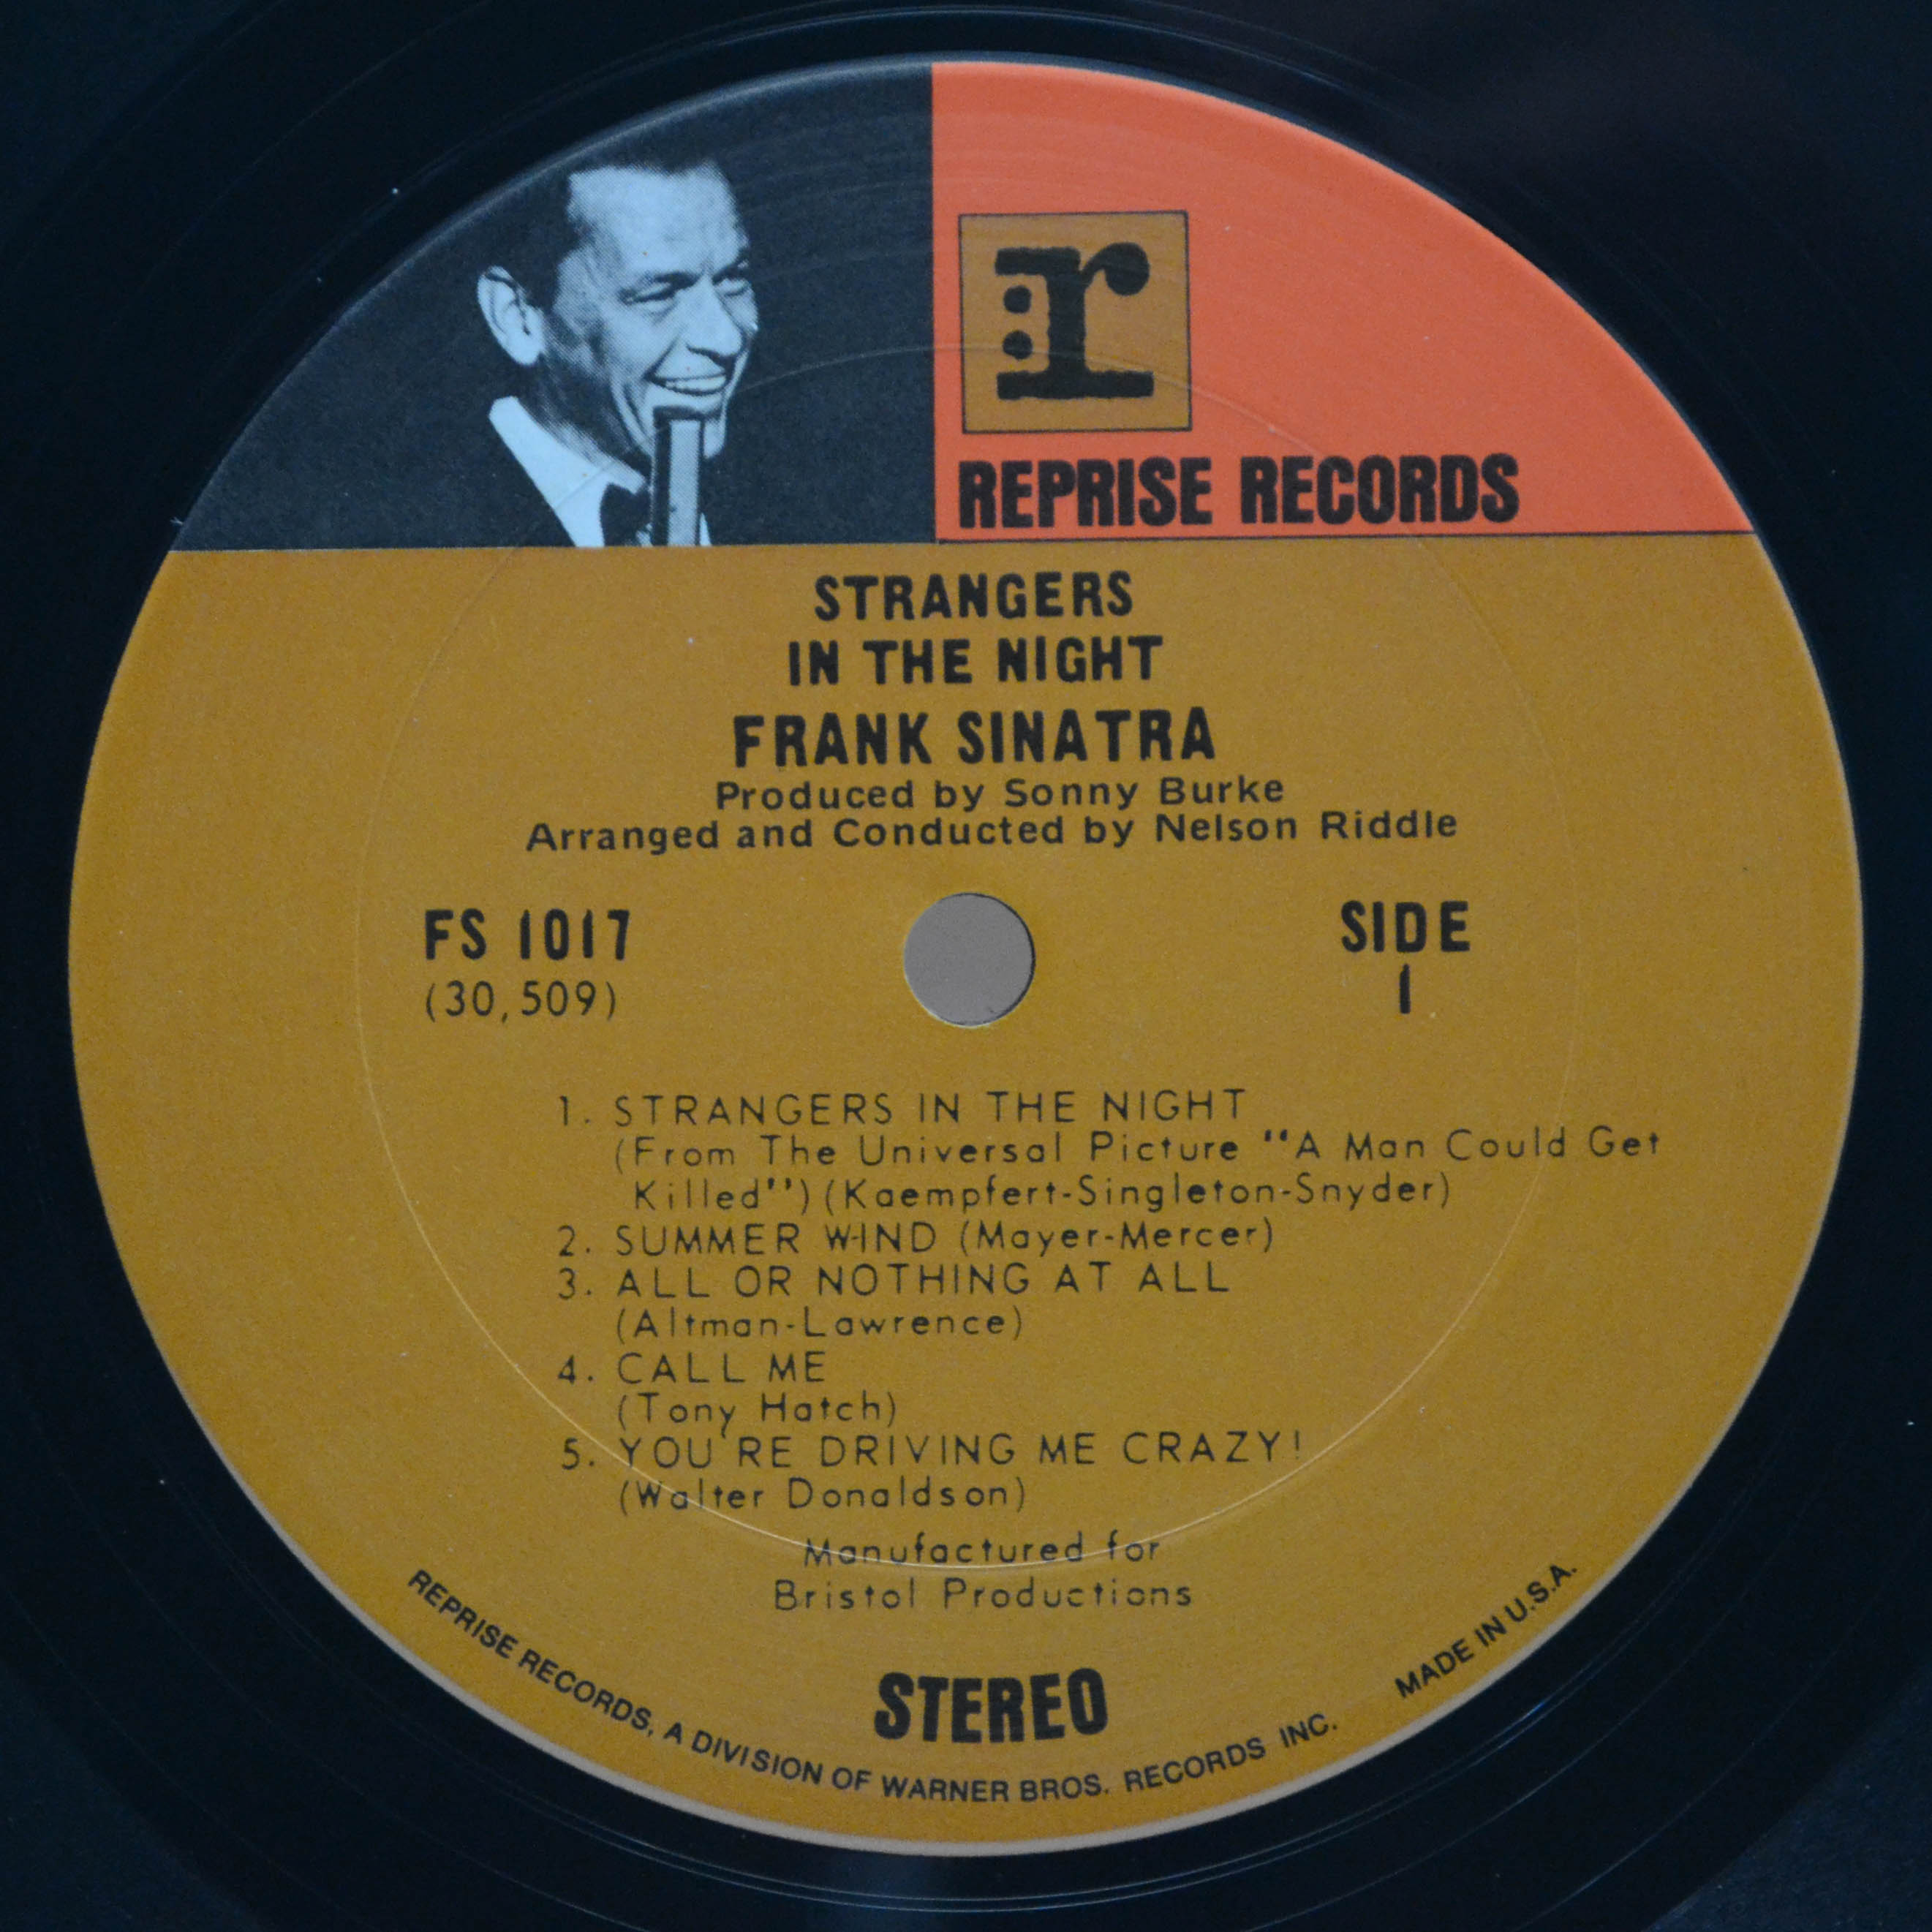 r:
REPRISE RECORDS
STRANGERS
IN THE NIGHT
FRANK SINATRA
Produced by Sonny Burke
Arranged and Conducted by Nelson Riddle
FS 1017
(30,509)
SIDE
1
1. STRANGERS IN THE NIGHT
(From The Universal Picture "A Man Could Get
Killed") (Kaempfert-Singleton-Snyder)
2. SUMMER WIND (Mayer-Mercer)
3. ALL OR NOTHING AT ALL
(Altman-Lawrence)
4. CALL ME
(Tony Hatch)
5. YOU'RE DRIVING ME CRAZY!
(Walter Donaldson)
Manufactured for
Bristol Productions
STEREO
REPRISE RECORDS, A DIVISION OF WARNER BROS. RECORDS INC. MADE IN U.S.A.